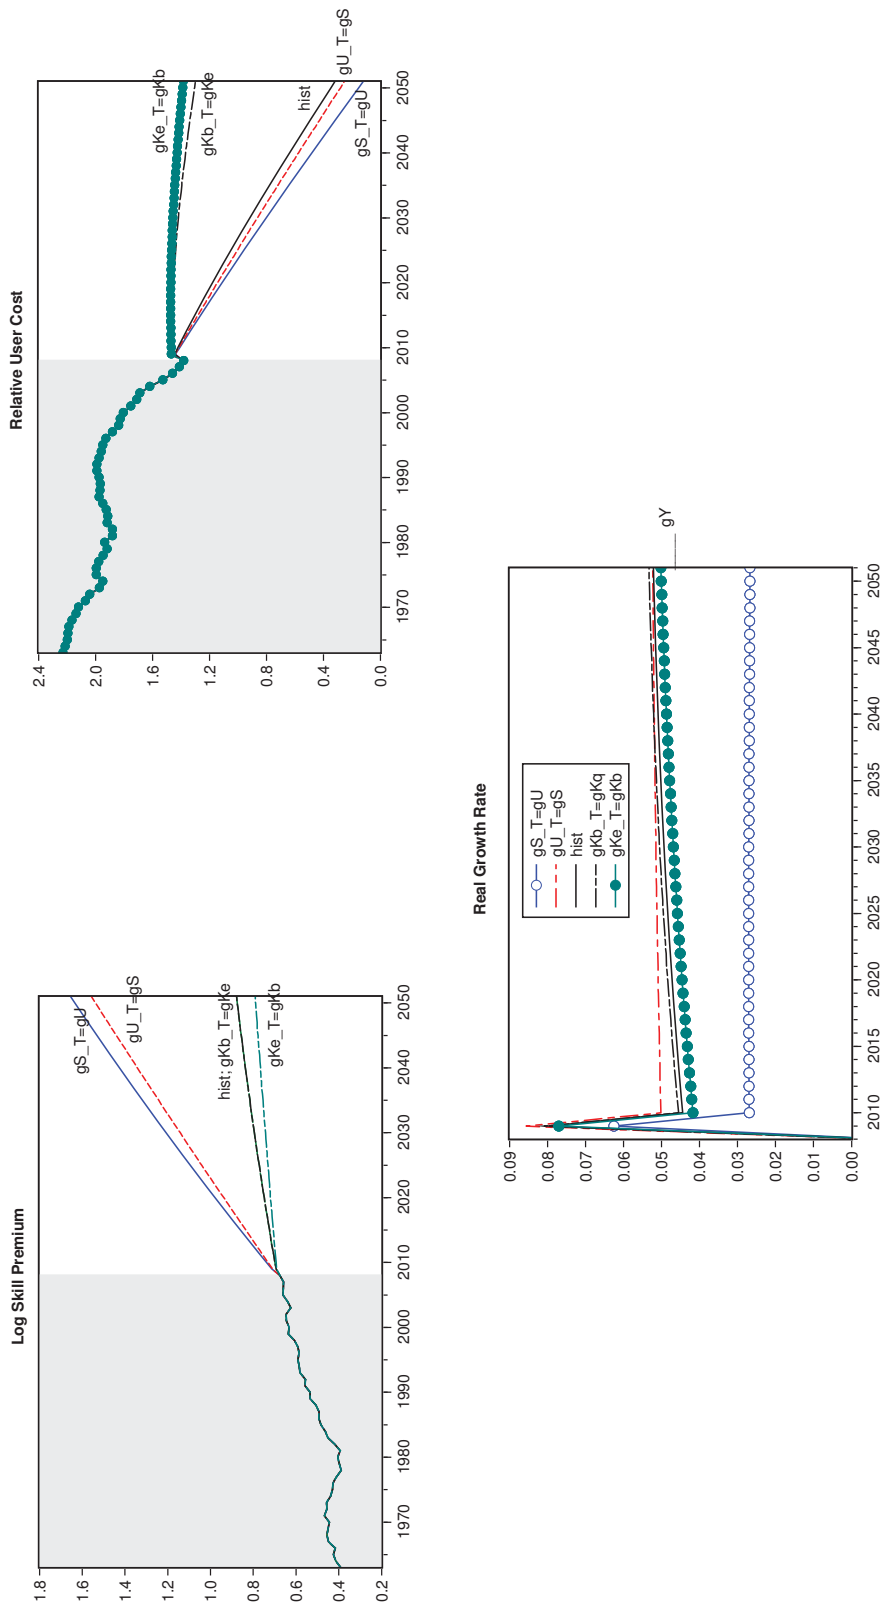 Log Skill Premium
1.8
1.6
1.4
1.2
1.0
0.8
0.6
0.4
0.2
gS_T=gU
gU_T=gS
hist; gKb_T=gKe
gKe_T=gKb
1970 1980 1990 2000 2010 2020 2030 2040 2050
Relative User Cost
2.4
2.0
1.6
1.2
0.8
0.4
0.0
gKe_T=gKb
gKb_T=gKe
hist
gU_T=gS
gS_T=gU
1970 1980 1990 2000 2010 2020 2030 2040 2050
Real Growth Rate
0.09
0.08
0.07
0.06
0.05
0.04
0.03
0.02
0.01
0.00
gS_T=gU
gU_T=gS
hist
gKb_T=gKq
gKe_T=gKb
gY
2010 2015 2020 2025 2030 2035 2040 2045 2050